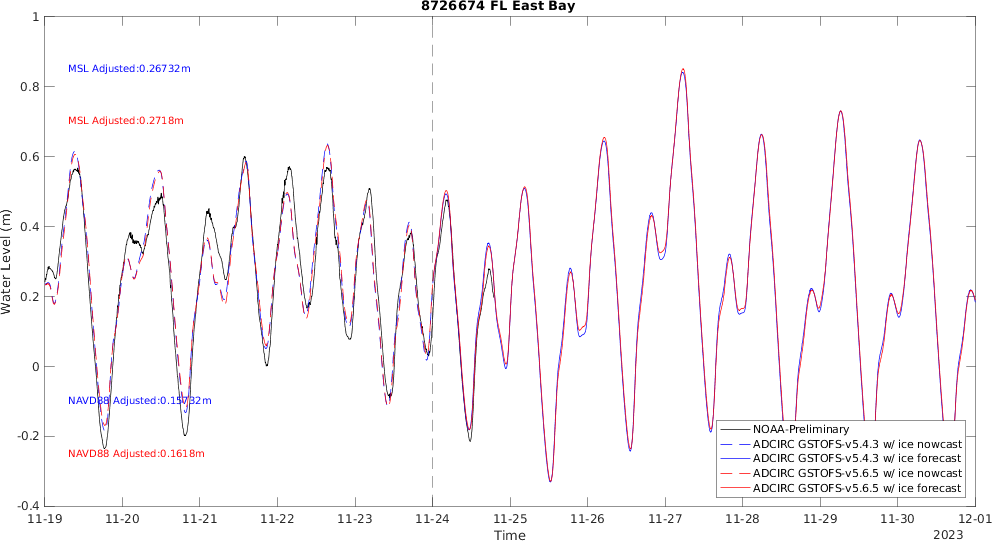 8726674 FL East Bay
1
0.8
0.6
0.4
0.2
0
-0.2
-0.4
Water Level (m)
MSL Adjusted:0.26732m
MSL Adjusted:0.2718m
NAVD88 Adjusted:0.15732m
NAVD88 Adjusted:0.1618m
NOAA-Preliminary
ADCIRC GSTOFS-v5.4.3 w/ ice nowcast
ADCIRC GSTOFS-v5.4.3 w/ ice forecast
ADCIRC GSTOFS-v5.6.5 w/ ice nowcast
ADCIRC GSTOFS-v5.6.5 w/ ice forecast
11-19 11-20 11-21 11-22 11-23 11-24 11-25 11-26 11-27 11-28 11-29 11-30 12-01
Time
2023